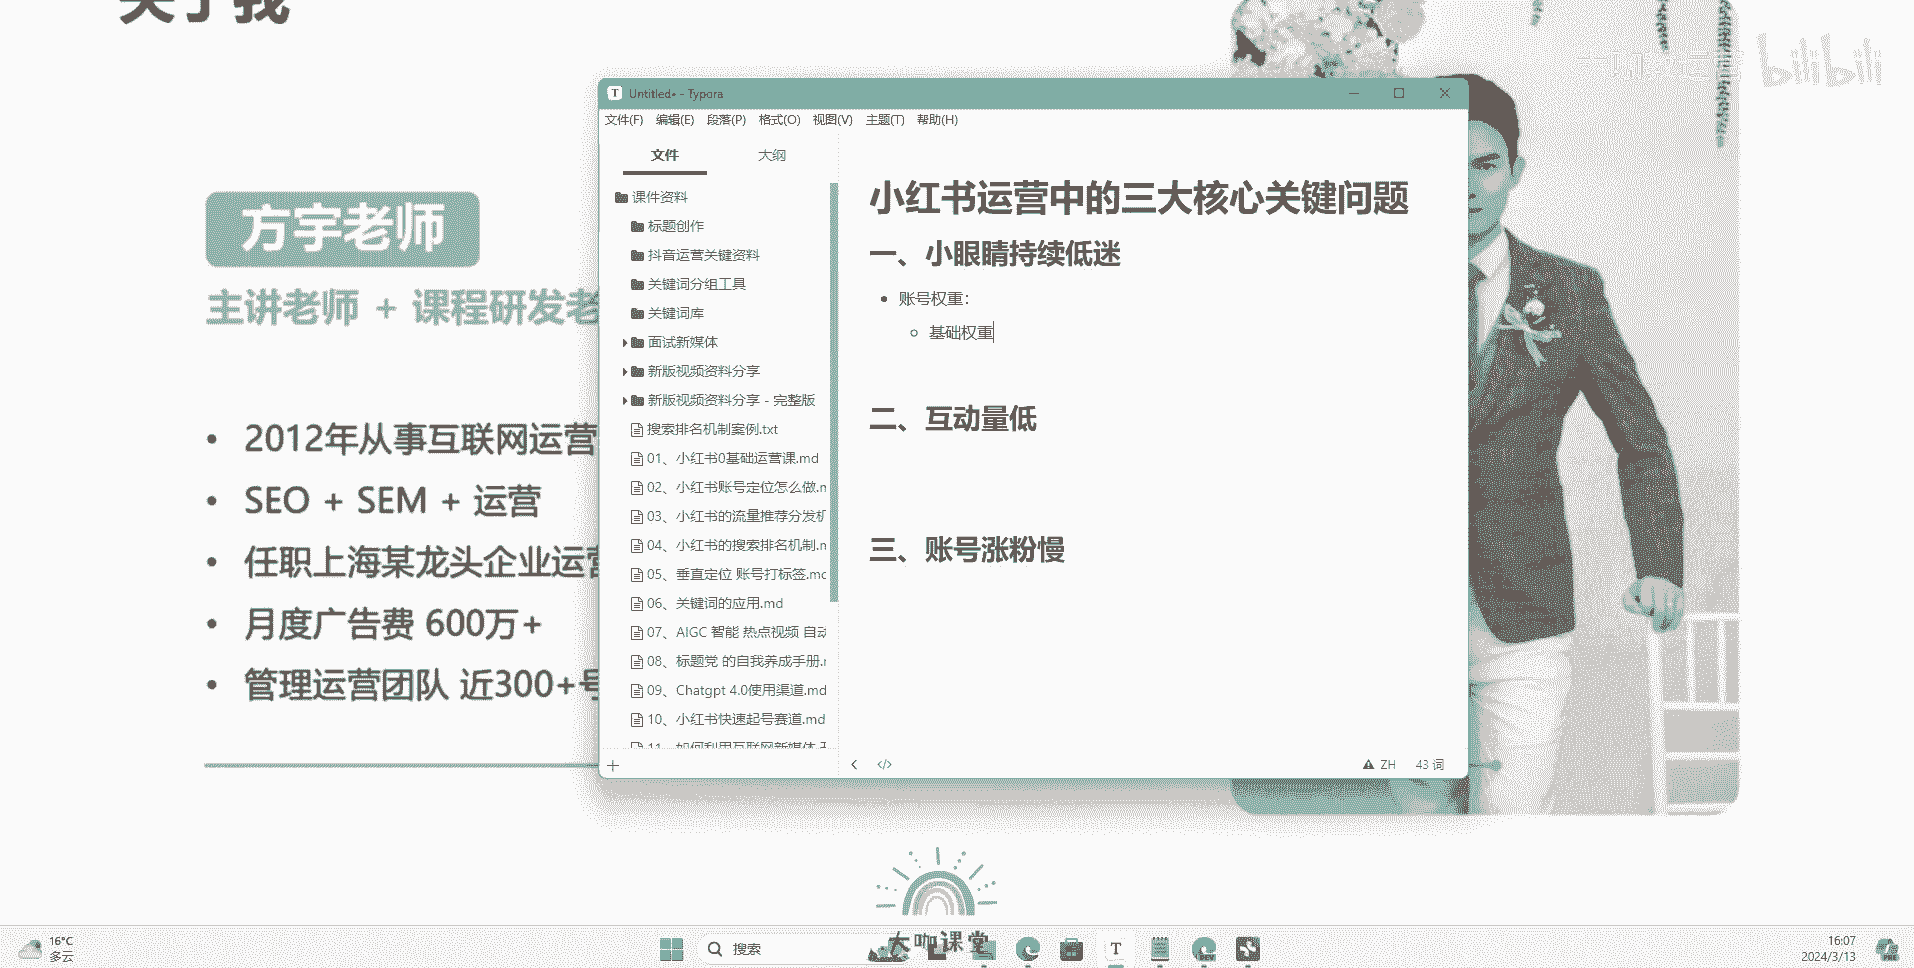 关于我
bilibili
方宇老师
主讲老师 + 课程研发老
2012年从事互联网运营
SEO + SEM + 运营
任职上海某龙头企业运营
月度广告费 600万+
管理运营团队 近300+号
Untitled• - Typora
文件(F) 编辑(E) 段落(P) 格式(O) 视图(V) 主题(T) 帮助(H)
文件 大纲
课件资料
标题创作
抖音运营关键资料
关键词分组工具
关键词库
面试新媒体
新版视频资料分享
新版视频资料分享 - 完整版
搜索排名机制案例.txt
01、小红书0基础运营课.md
02、小红书账号定位怎么做.m
03、小红书的流量推荐分发机
04、小红书的搜索排名机制.m
05、垂直定位 账号打标签.mc
06、关键词的应用.md
07、AIGC 智能 热点视频 自动
08、标题党 的自我养成手册.r
09、Chatgpt 4.0使用渠道.md
10、小红书快速起号赛道.md
11、如何利用互联网新媒体
小红书运营中的三大核心关键问题
一、小眼睛持续低迷
账号权重：
基础权重
二、互动量低
三、账号涨粉慢
</> ZH 43 词
大咖课堂
16°C
多云
搜索
T
DEV
16:07
2024/3/13
PRE